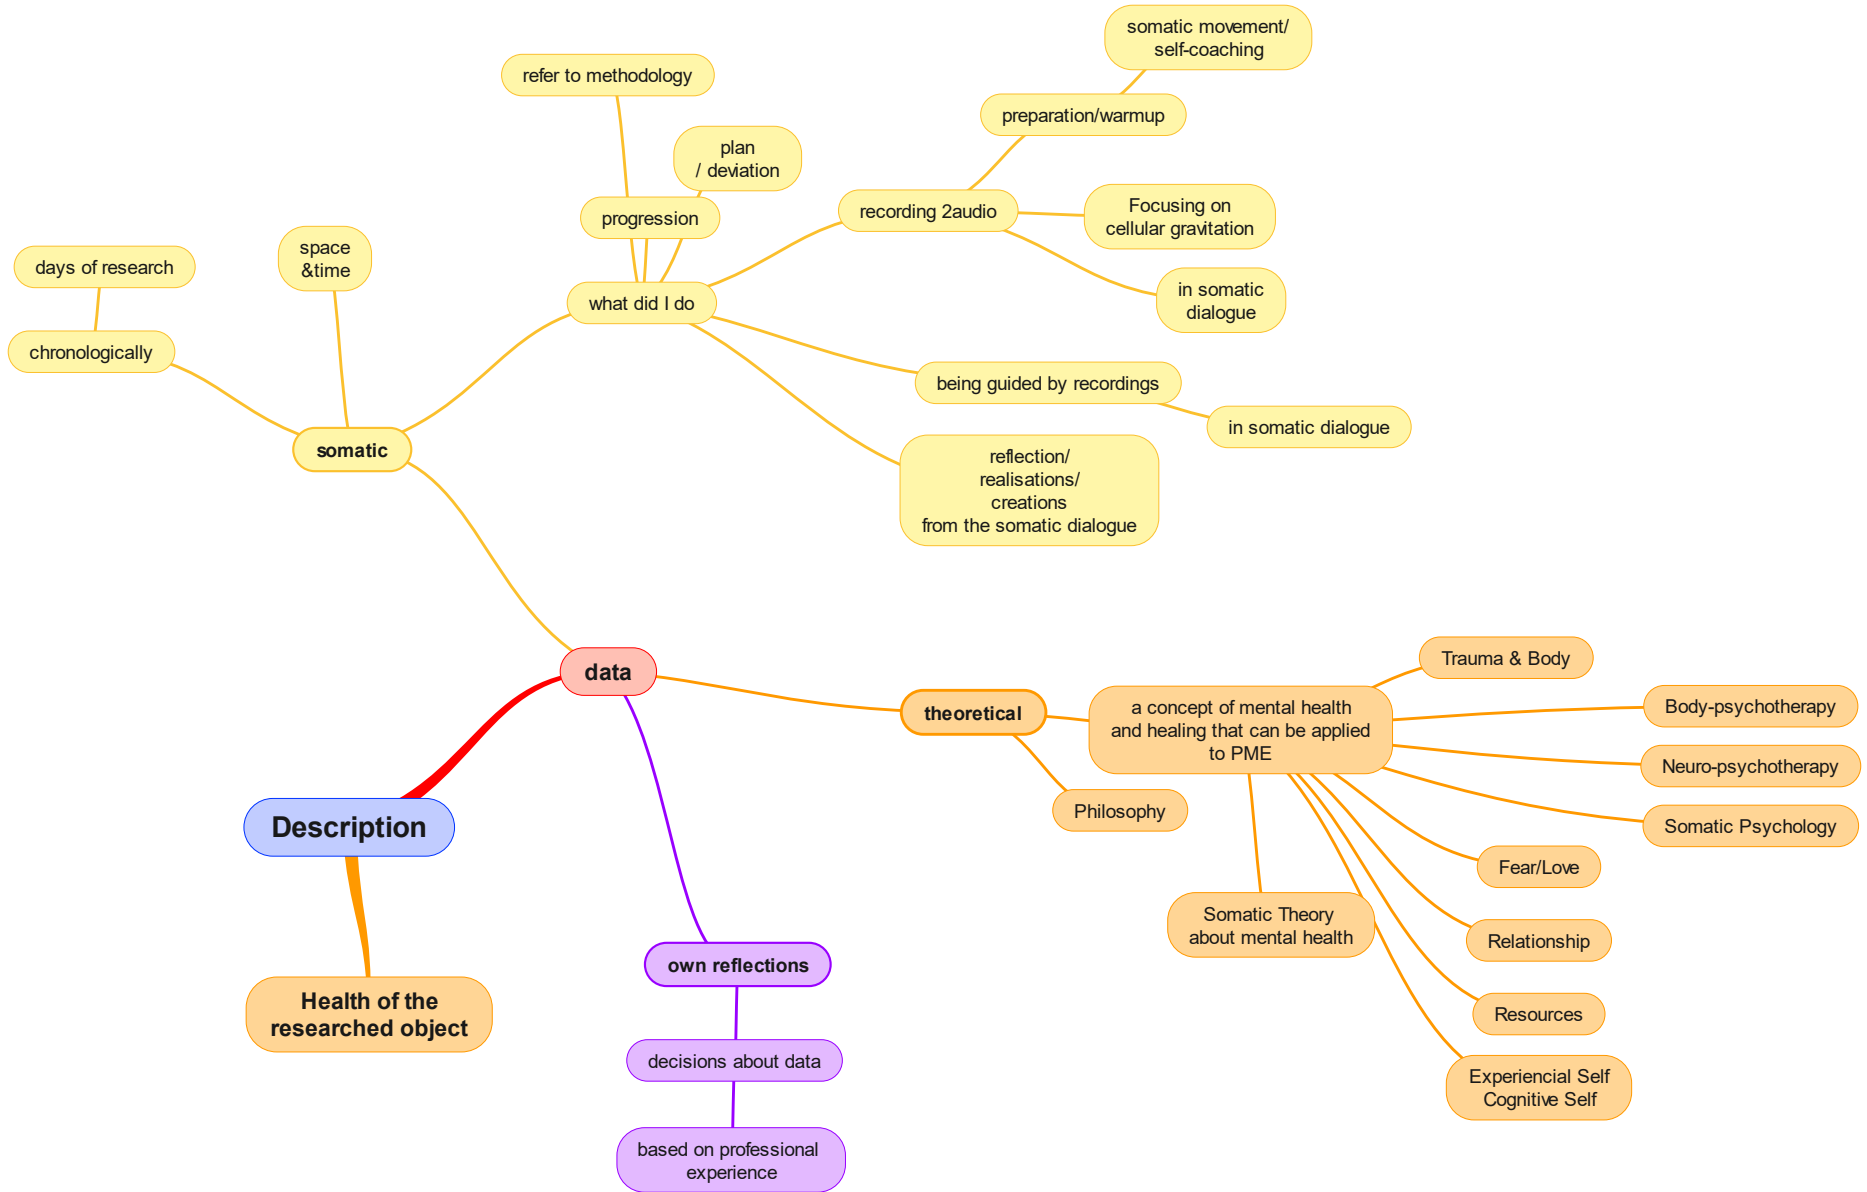 somatic movement/
self-coaching
refer to methodology
preparation/warmup
plan
/ deviation
progression
recording 2audio
Focusing on
cellular gravitation
space
&time
days of research
in somatic
dialogue
what did I do
chronologically
being guided by recordings
in somatic dialogue
somatic
reflection/
realisations/
creations
from the somatic dialogue
data
Trauma & Body
theoretical
a concept of mental health
and healing that can be applied
to PME
Body-psychotherapy
Neuro-psychotherapy
Philosophy
Somatic Psychology
Description
Fear/Love
Somatic Theory
about mental health
Relationship
own reflections
Health of the
researched object
Resources
decisions about data
Experiencial Self
Cognitive Self
based on professional
experience